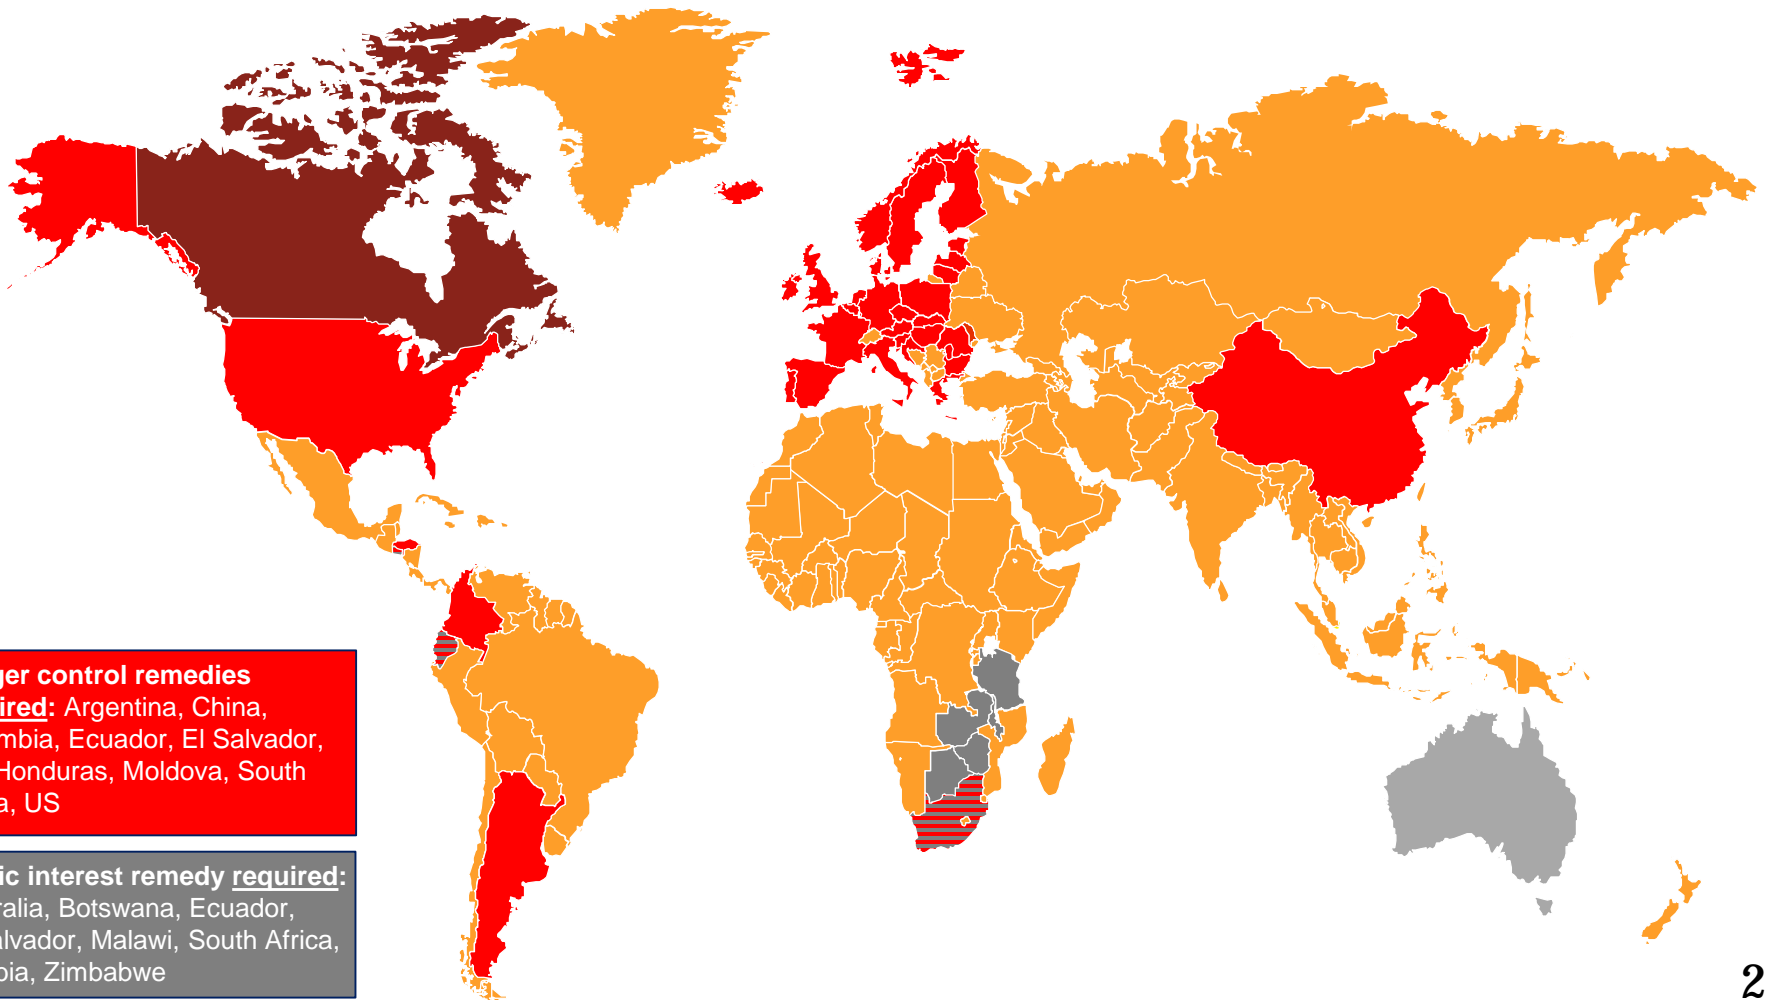 ger control remedies
ired: Argentina, China,
mbia, Ecuador, El Salvador,
Honduras, Moldova, South
a, US
ic interest remedy required:
ralia, Botswana, Ecuador,
alvador, Malawi, South Africa,
bia, Zimbabwe
2